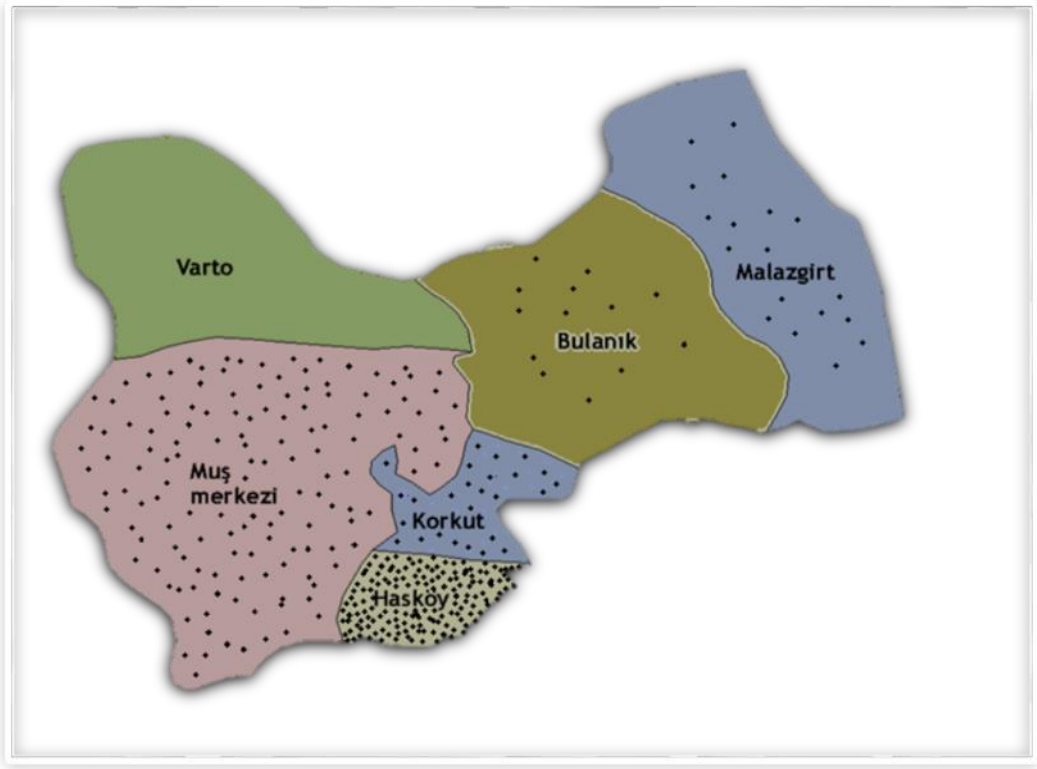 Varto
Malazgirt
Bulanık
Muş
merkezi
Korkut
Hasköy